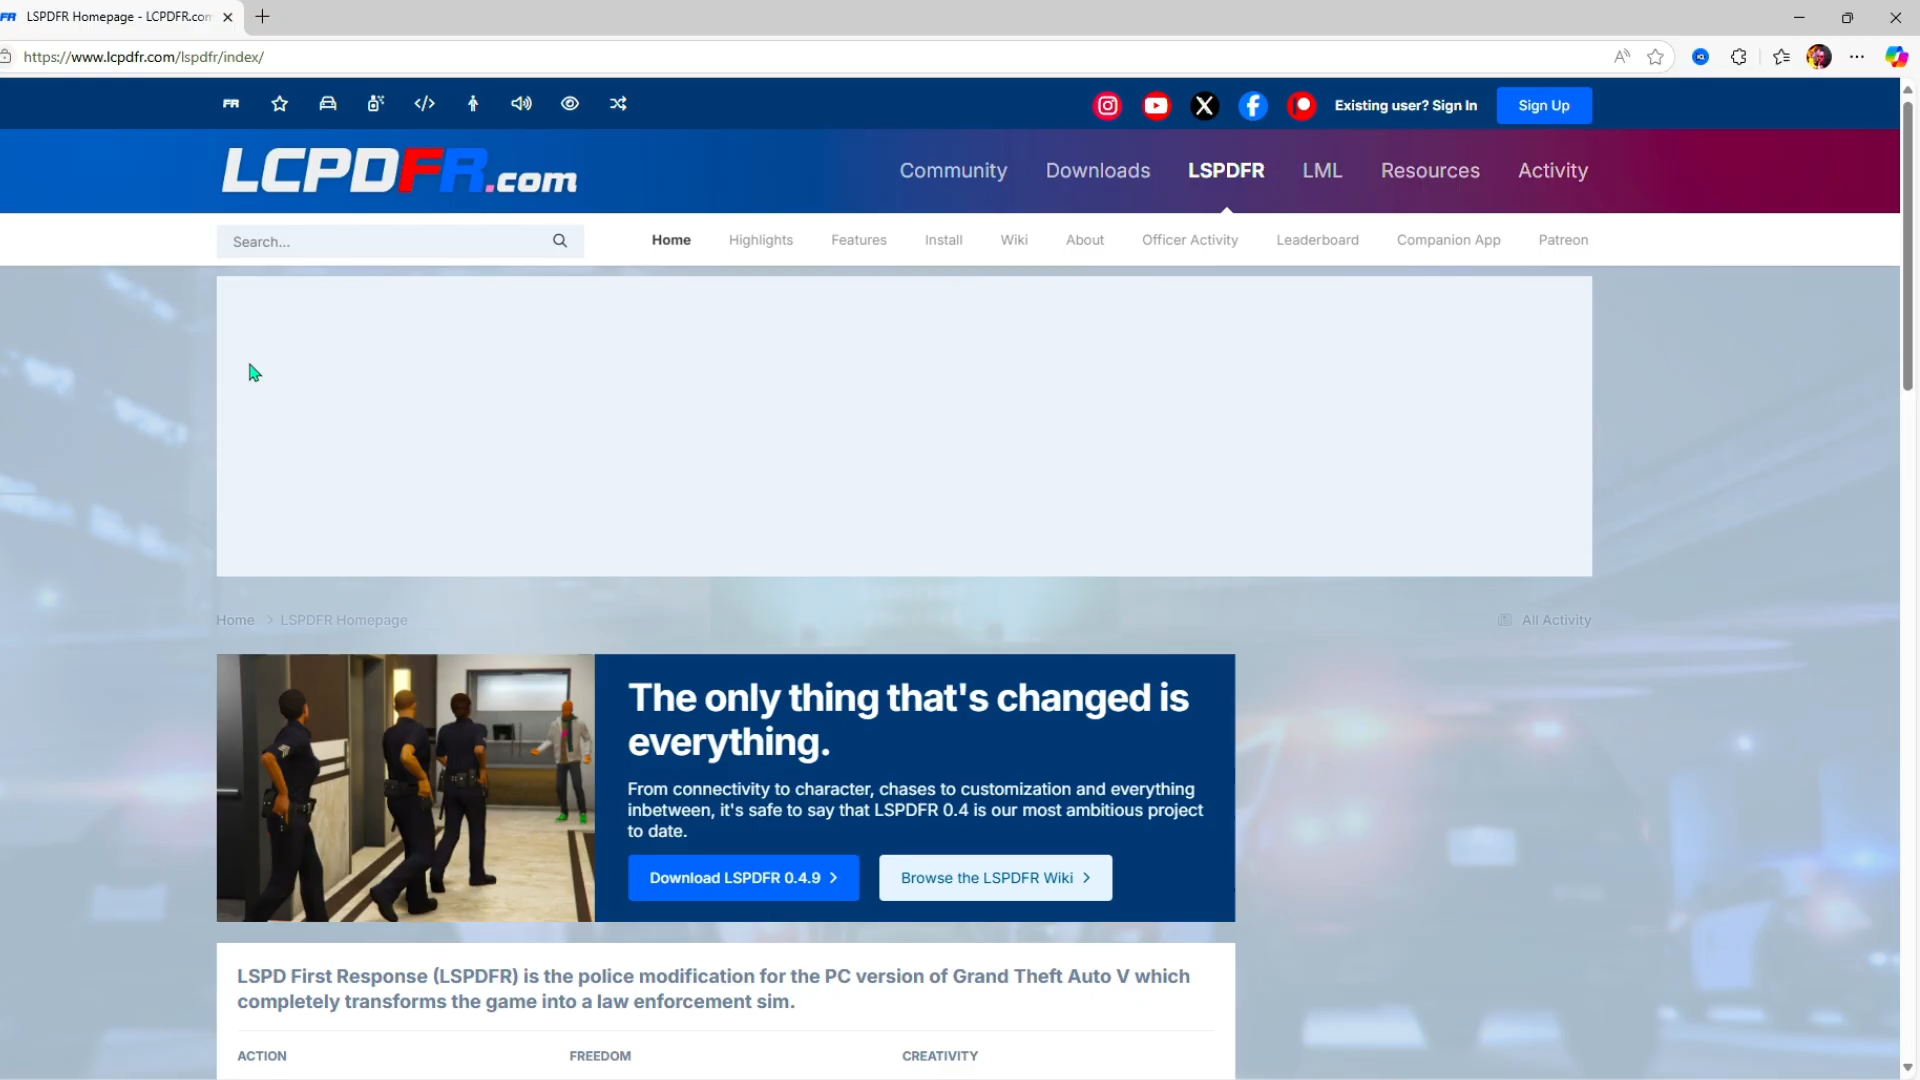 LSPDFR Homepage - LCPDFR.com
https://www.lcpdfr.com/lspdfr/index/
FR
Existing user? Sign In
Sign Up
LCPDFR.com
Community
Downloads
LSPDFR
LML
Resources
Activity
Search...
Home
Highlights
Features
Install
Wiki
About
Officer Activity
Leaderboard
Companion App
Patreon
Home > LSPDFR Homepage
All Activity
The only thing that's changed is
everything.
From connectivity to character, chases to customization and everything
inbetween, it's safe to say that LSPDFR 0.4 is our most ambitious project
to date.
Download LSPDFR 0.4.9
Browse the LSPDFR Wiki
LSPD First Response (LSPDFR) is the police modification for the PC version of Grand Theft Auto V which
completely transforms the game into a law enforcement sim.
ACTION
FREEDOM
CREATIVITY